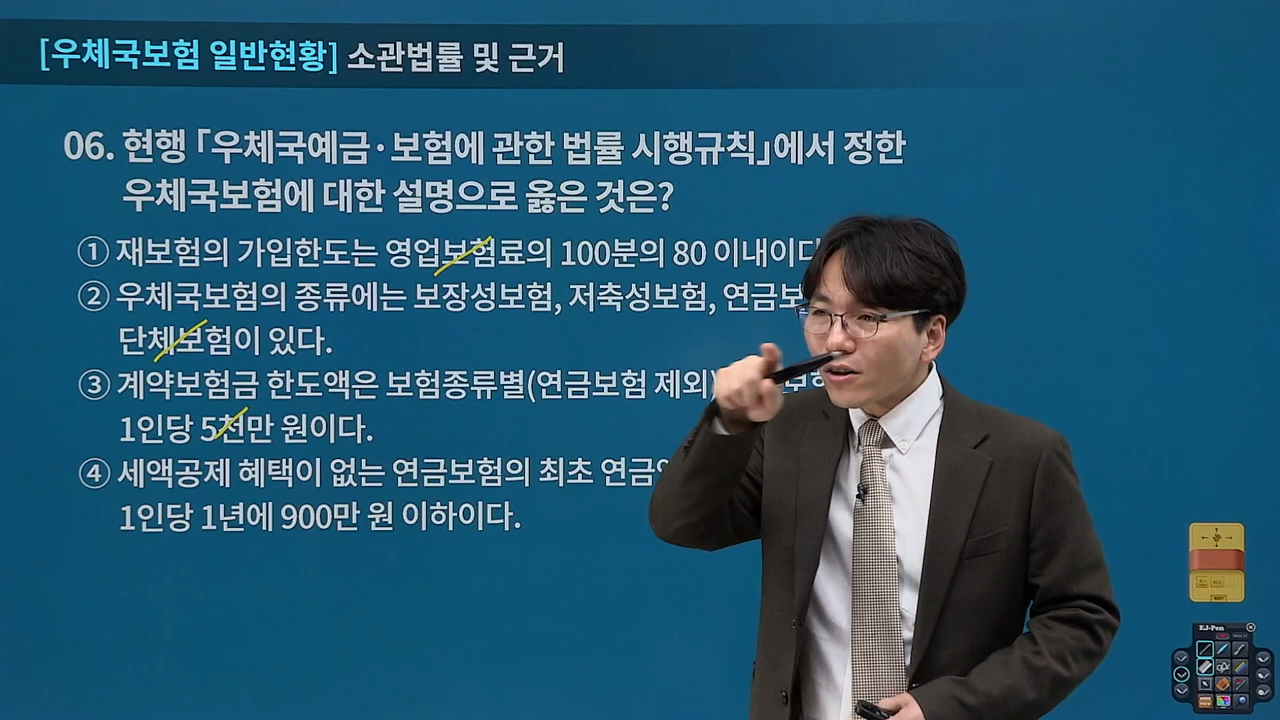 [우체국보험 일반현황] 소관법률 및 근거
06. 현행 「우체국예금·보험에 관한 법률 시행규칙」에서 정한
우체국보험에 대한 설명으로 옳은 것은?
① 재보험의 가입한도는 영업보험료의 100분의 80 이내이다
② 우체국보험의 종류에는 보장성보험, 저축성보험, 연금보
단체보험이 있다.
③ 계약보험금 한도액은 보험종류별(연금보험 제외)
1인당 5천만 원이다.
④ 세액공제 혜택이 없는 연금보험의 최초 연금
1인당 1년에 900만 원 이하이다.
EJ-Pen